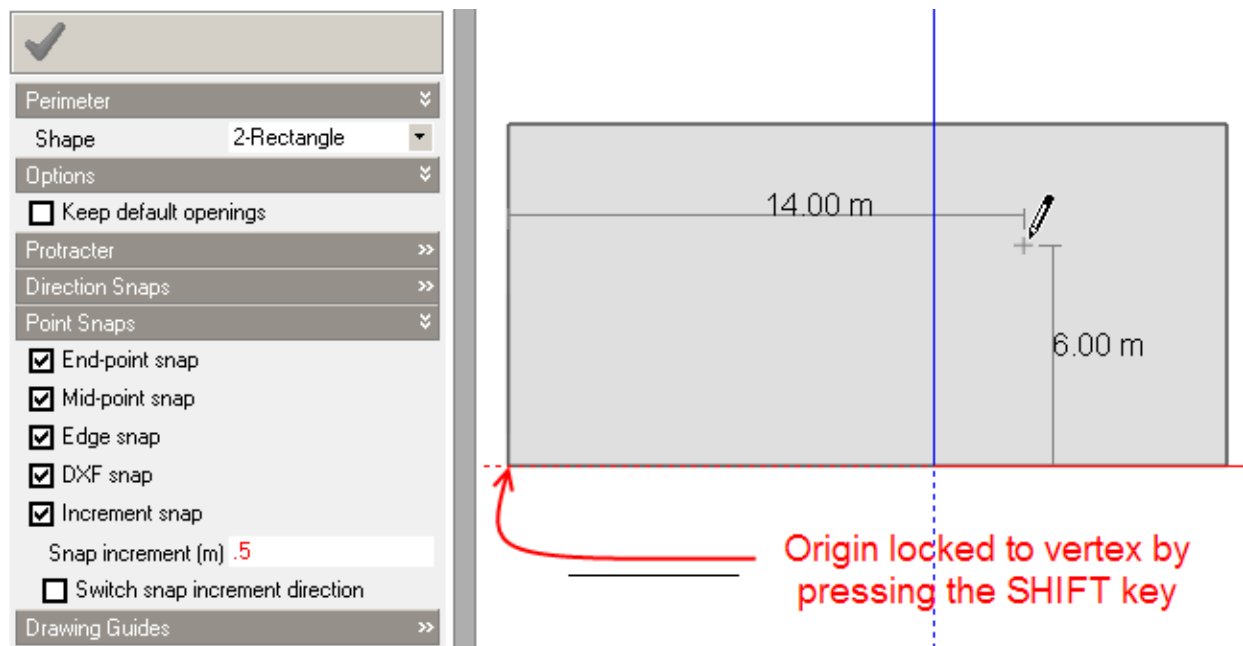 Perimeter
Shape 2-Rectangle
Options
Keep default openings
Protracter
Direction Snaps
Point Snaps
End-point snap
Mid-point snap
Edge snap
DXF snap
Increment snap
Snap increment (m) .5
Switch snap increment direction
Drawing Guides
14.00 m
6.00 m
Origin locked to vertex by
pressing the SHIFT key